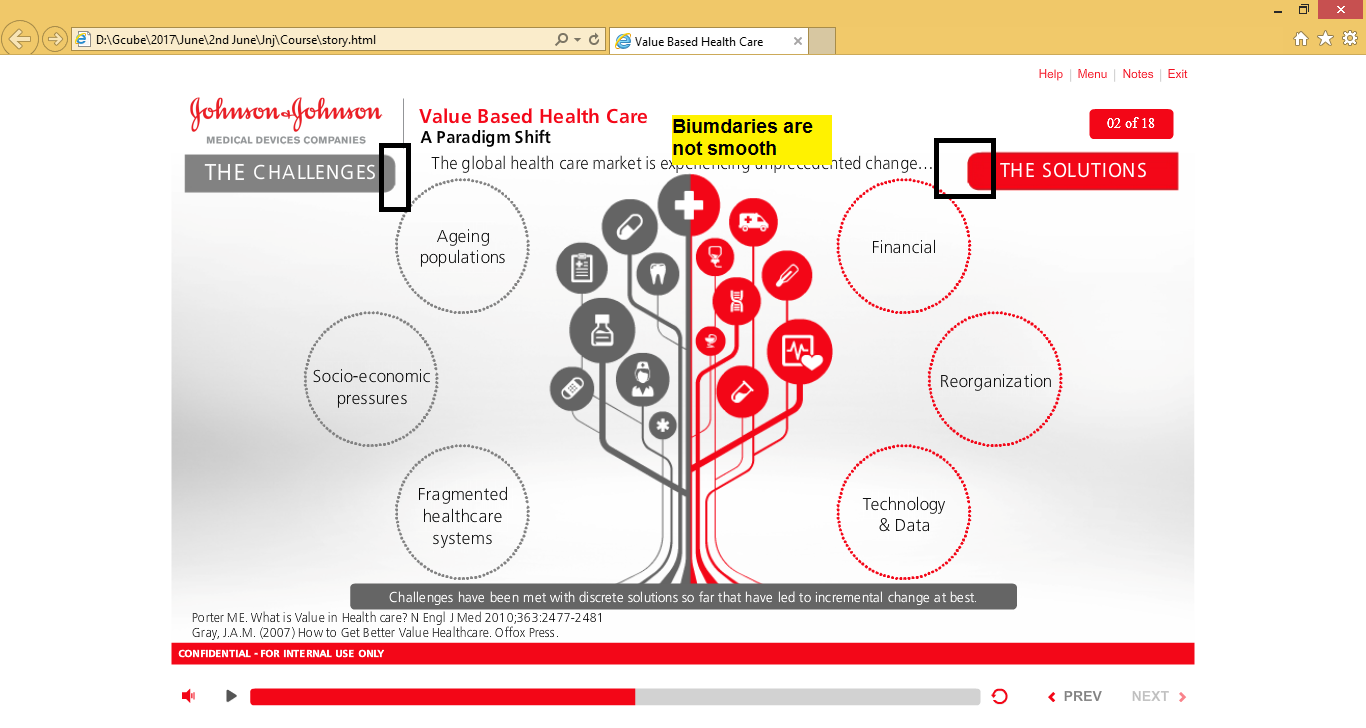 D:\Gcube\2017\June\2nd June\Jnj\Course\story.html
Value Based Health Care
Help | Menu | Notes | Exit
Johnson & Johnson
MEDICAL DEVICES COMPANIES
Value Based Health Care
A Paradigm Shift
Biumdaries are
not smooth
02 of 18
The global health care market is experiencing unprecedented change...
THE CHALLENGES
THE SOLUTIONS
Ageing
populations
Socio-economic
pressures
Fragmented
healthcare
systems
Financial
Reorganization
Technology
& Data
Challenges have been met with discrete solutions so far that have led to incremental change at best.
Porter ME. What is Value in Health care? N Engl J Med 2010;363:2477-2481
Gray, J.A.M. (2007) How to Get Better Value Healthcare. Offox Press.
CONFIDENTIAL - FOR INTERNAL USE ONLY
PREV
NEXT